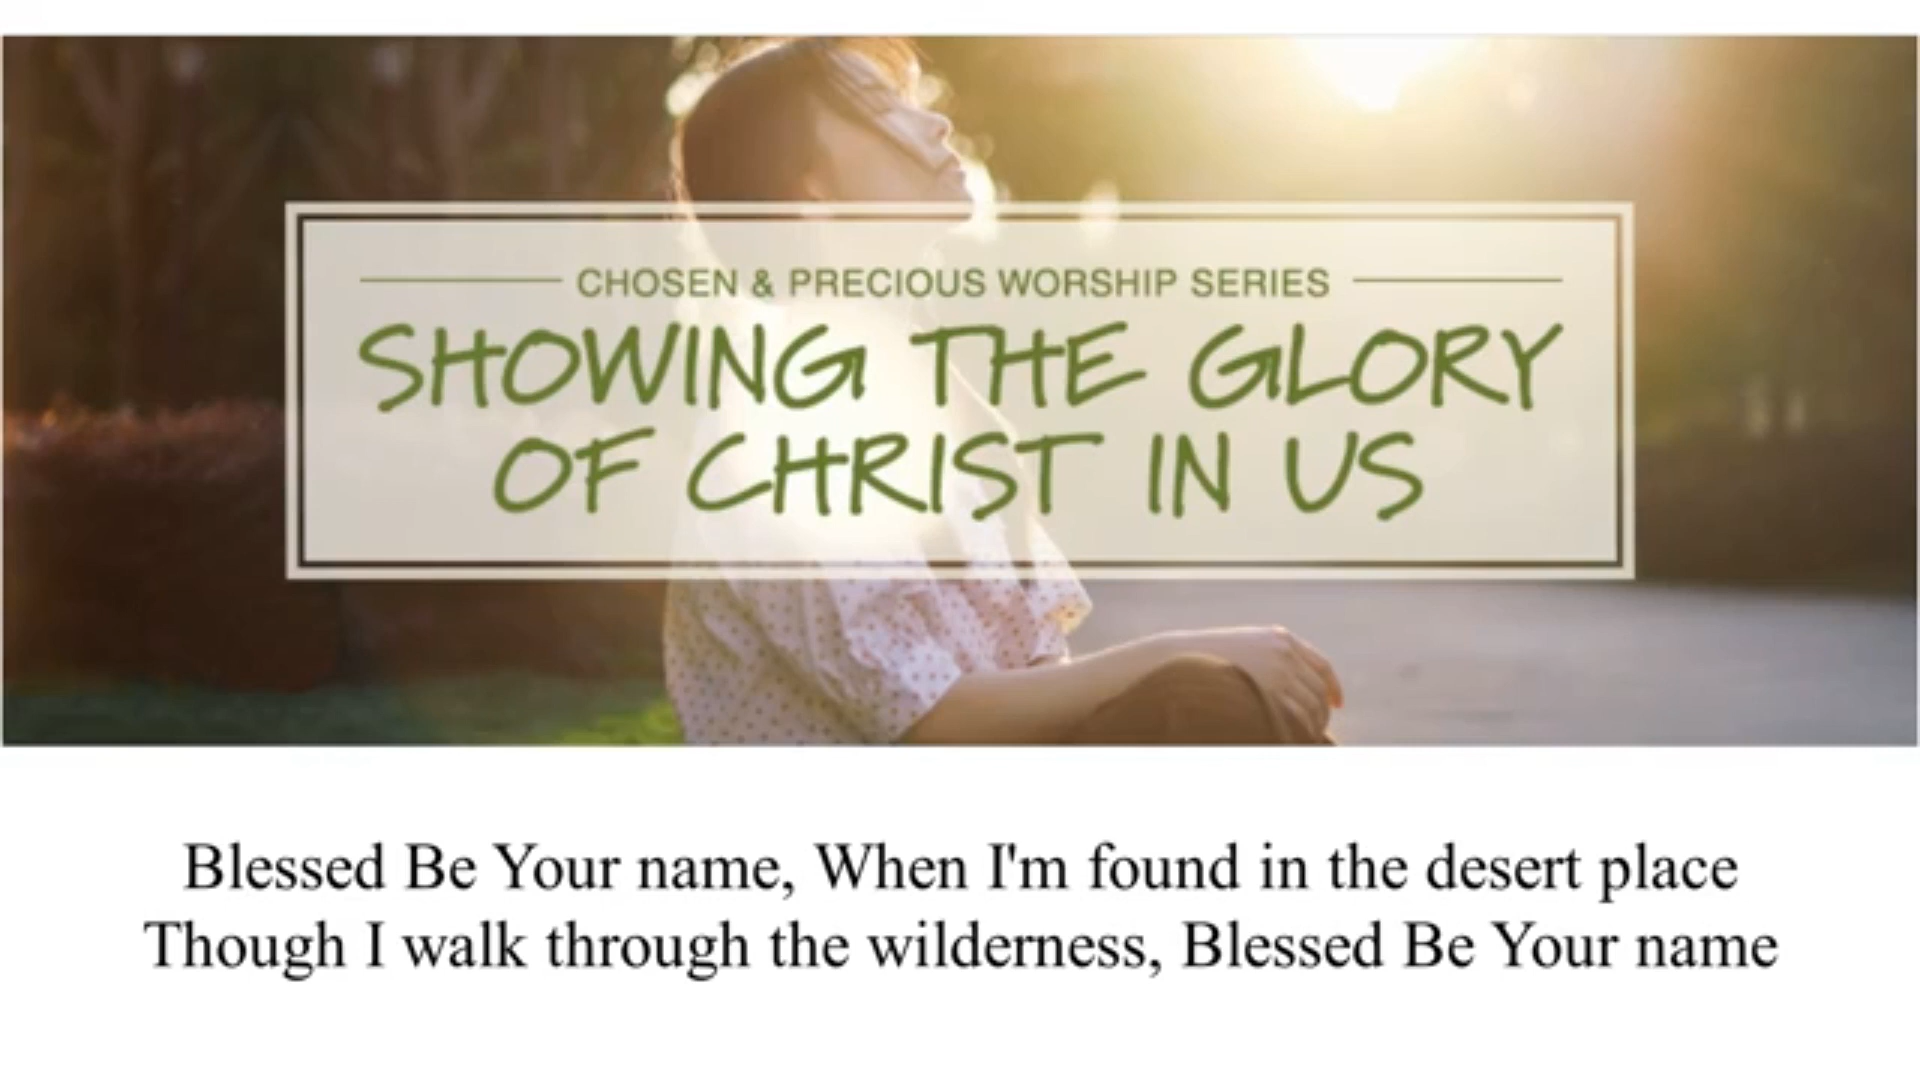 CHOSEN & PRECIOUS WORSHIP SERIES
SHOWING THE GLORY
OF CHRIST IN US
Blessed Be Your name, When I'm found in the desert place
Though I walk through the wilderness, Blessed Be Your name